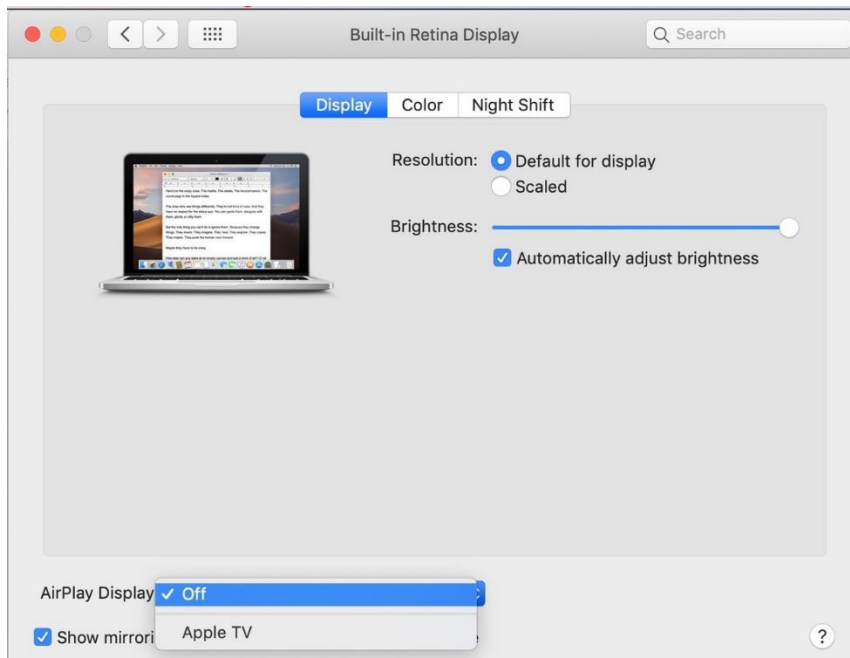 Built-in Retina Display
Search
Display Color Night Shift
Resolution: Default for display
Scaled
Brightness:
Automatically adjust brightness
AirPlay Display
Off
Apple TV
Show mirrori
?